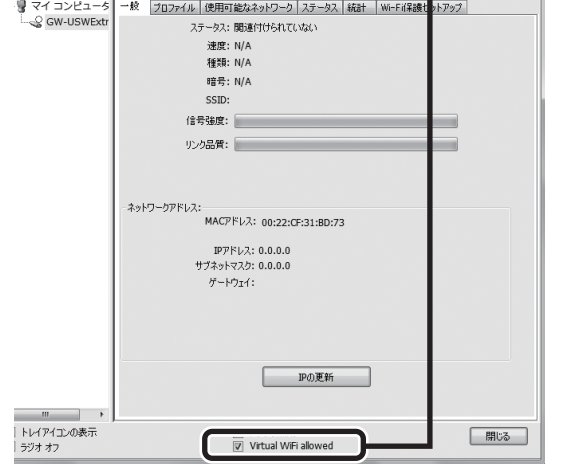 マイ コンピュータ
GW-USWExtr
一般 プロファイル 使用可能なネットワーク ステータス 統計 Wi-Fi保護セットアップ
ステータス: 関連付けられていない
速度: N/A
種類: N/A
暗号: N/A
SSID:
信号強度:
リンク品質:
ネットワークアドレス:
MACアドレス: 00:22:CF:31:BD:73
IPアドレス: 0.0.0.0
サブネットマスク: 0.0.0.0
ゲートウェイ:
IPの更新
トレイアイコンの表示
ラジオ オフ
Virtual WiFi allowed
閉じる